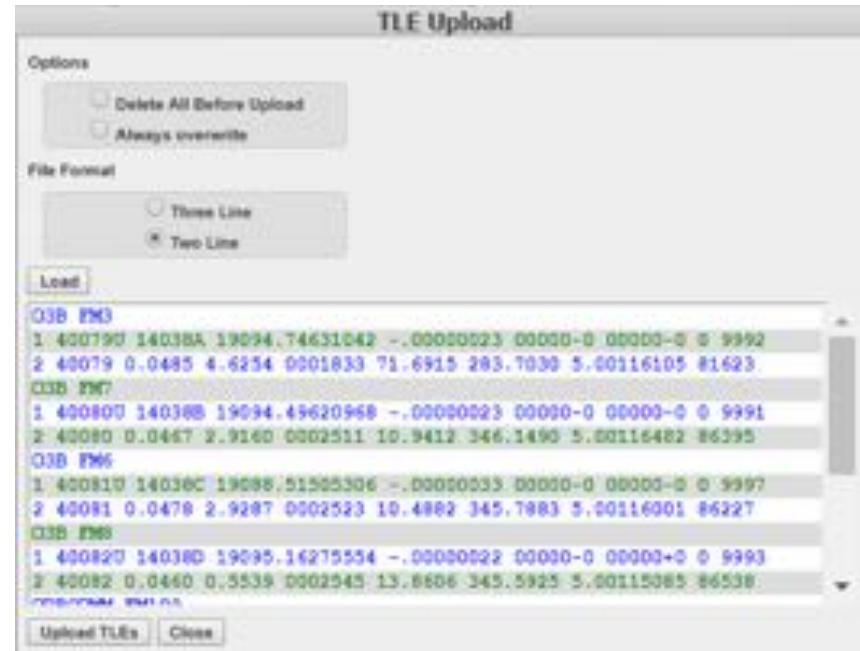 TLE Upload
Options
Delete All Before Upload
Always overwrite
File Format
Three Line
Two Line
Load
O3B FM3
1 40079U 14038A 19094.74631042 -.00000023 00000-0 00000-0 0 9992
2 40079 0.0485 4.6254 0001833 71.6915 283.7030 5.00116105 81623
O3B FM7
1 40080U 14038B 19094.49620968 -.00000023 00000-0 00000-0 0 9991
2 40080 0.0467 2.9160 0002511 10.9412 346.1490 5.00116482 86395
O3B FM6
1 40081U 14038C 19088.51505306 -.00000033 00000-0 00000-0 0 9997
2 40081 0.0478 2.9287 0002523 10.4882 345.7883 5.00116001 86227
O3B FM8
1 40082U 14038D 19095.16275554 -.00000022 00000-0 00000+0 0 9993
2 40082 0.0460 0.5539 0002545 13.8606 345.5925 5.00115085 86538
Upload TLEs Close